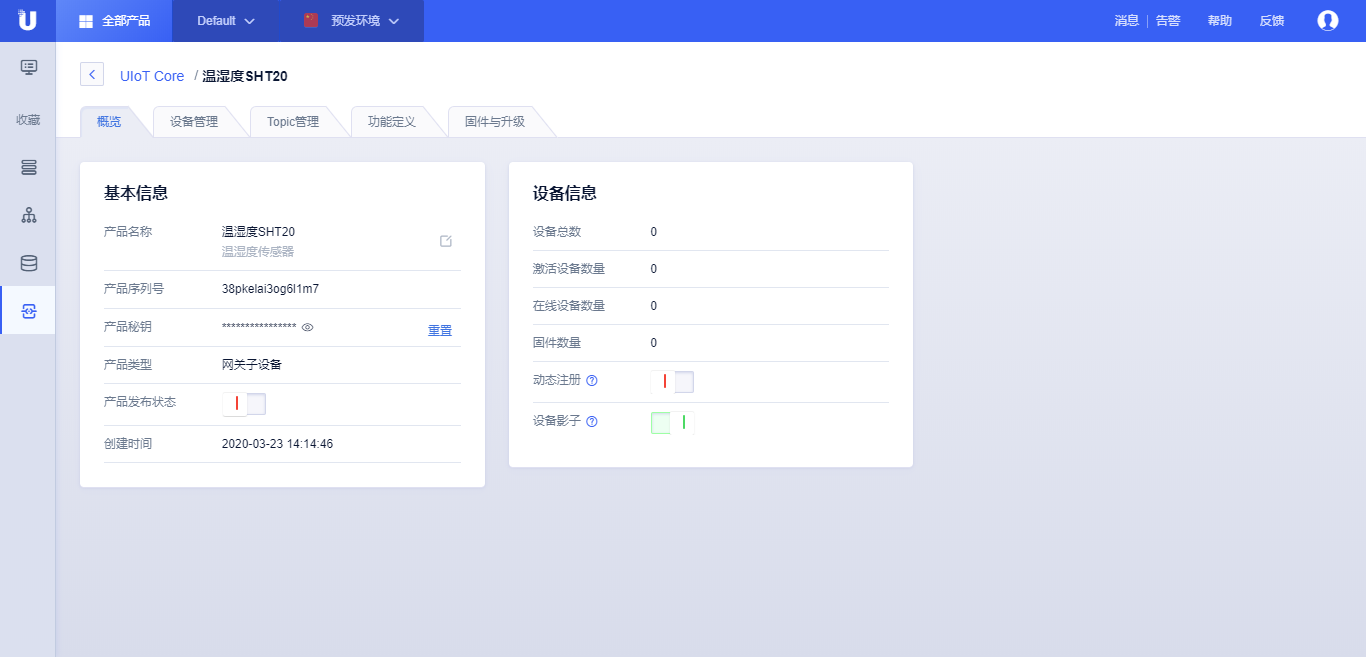 全部产品 Default 预发环境 消息 告警 帮助 反馈
UIoT Core / 温湿度SHT20
收藏
概览 设备管理 Topic管理 功能定义 固件与升级
基本信息
产品名称 温湿度SHT20
温湿度传感器
产品序列号 38pkelai3og6l1m7
产品秘钥 **************** 重置
产品类型 网关子设备
产品发布状态
创建时间 2020-03-23 14:14:46
设备信息
设备总数 0
激活设备数量 0
在线设备数量 0
固件数量 0
动态注册
设备影子